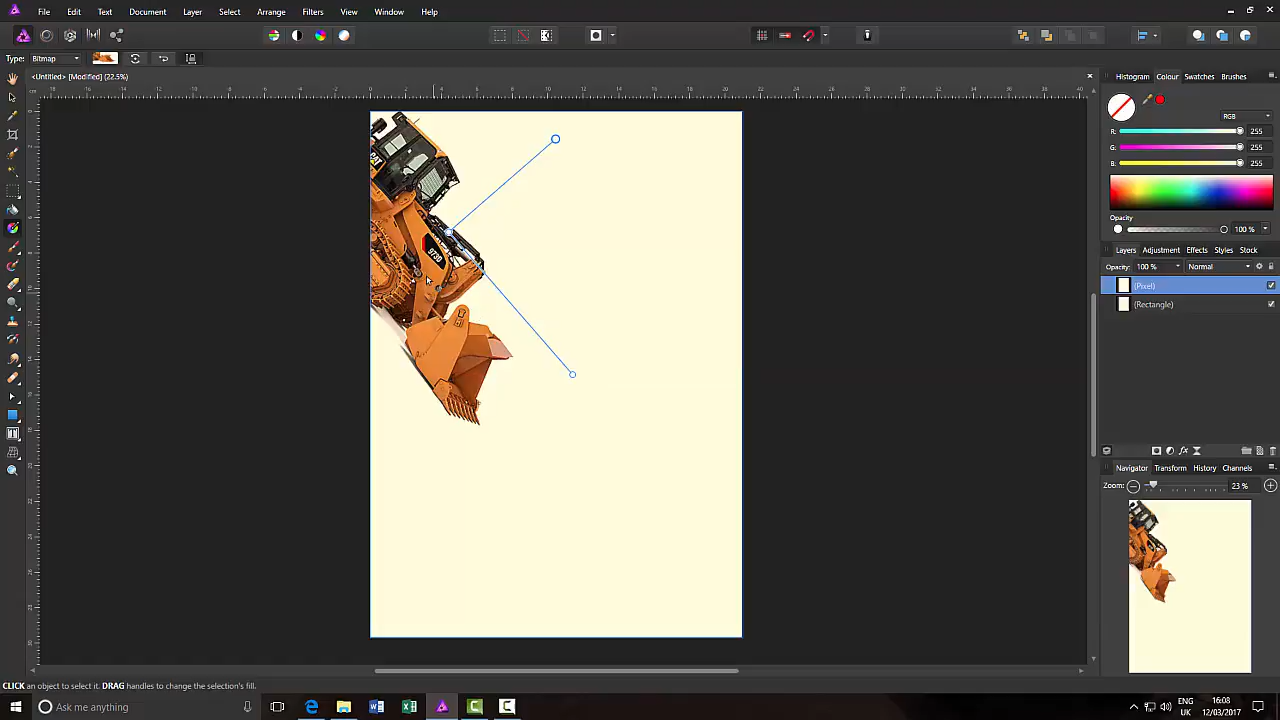 File Edit Text Document Layer Select Arrange Filters View Window Help
Type: Bitmap
<Untitled> [Modified] (22.5%)
Histogram Colour Swatches Brushes
RGB
R: 255
G: 255
B: 255
Opacity
100 %
Layers Adjustment Effects Styles Stock
Opacity: 100 % Normal
(Pixel)
(Rectangle)
Navigator Transform History Channels
Zoom: 23 %
CAT
973D
CLICK an object to select it. DRAG handles to change the selection's fill.
Ask me anything
ENG
UK
16:08
12/03/2017